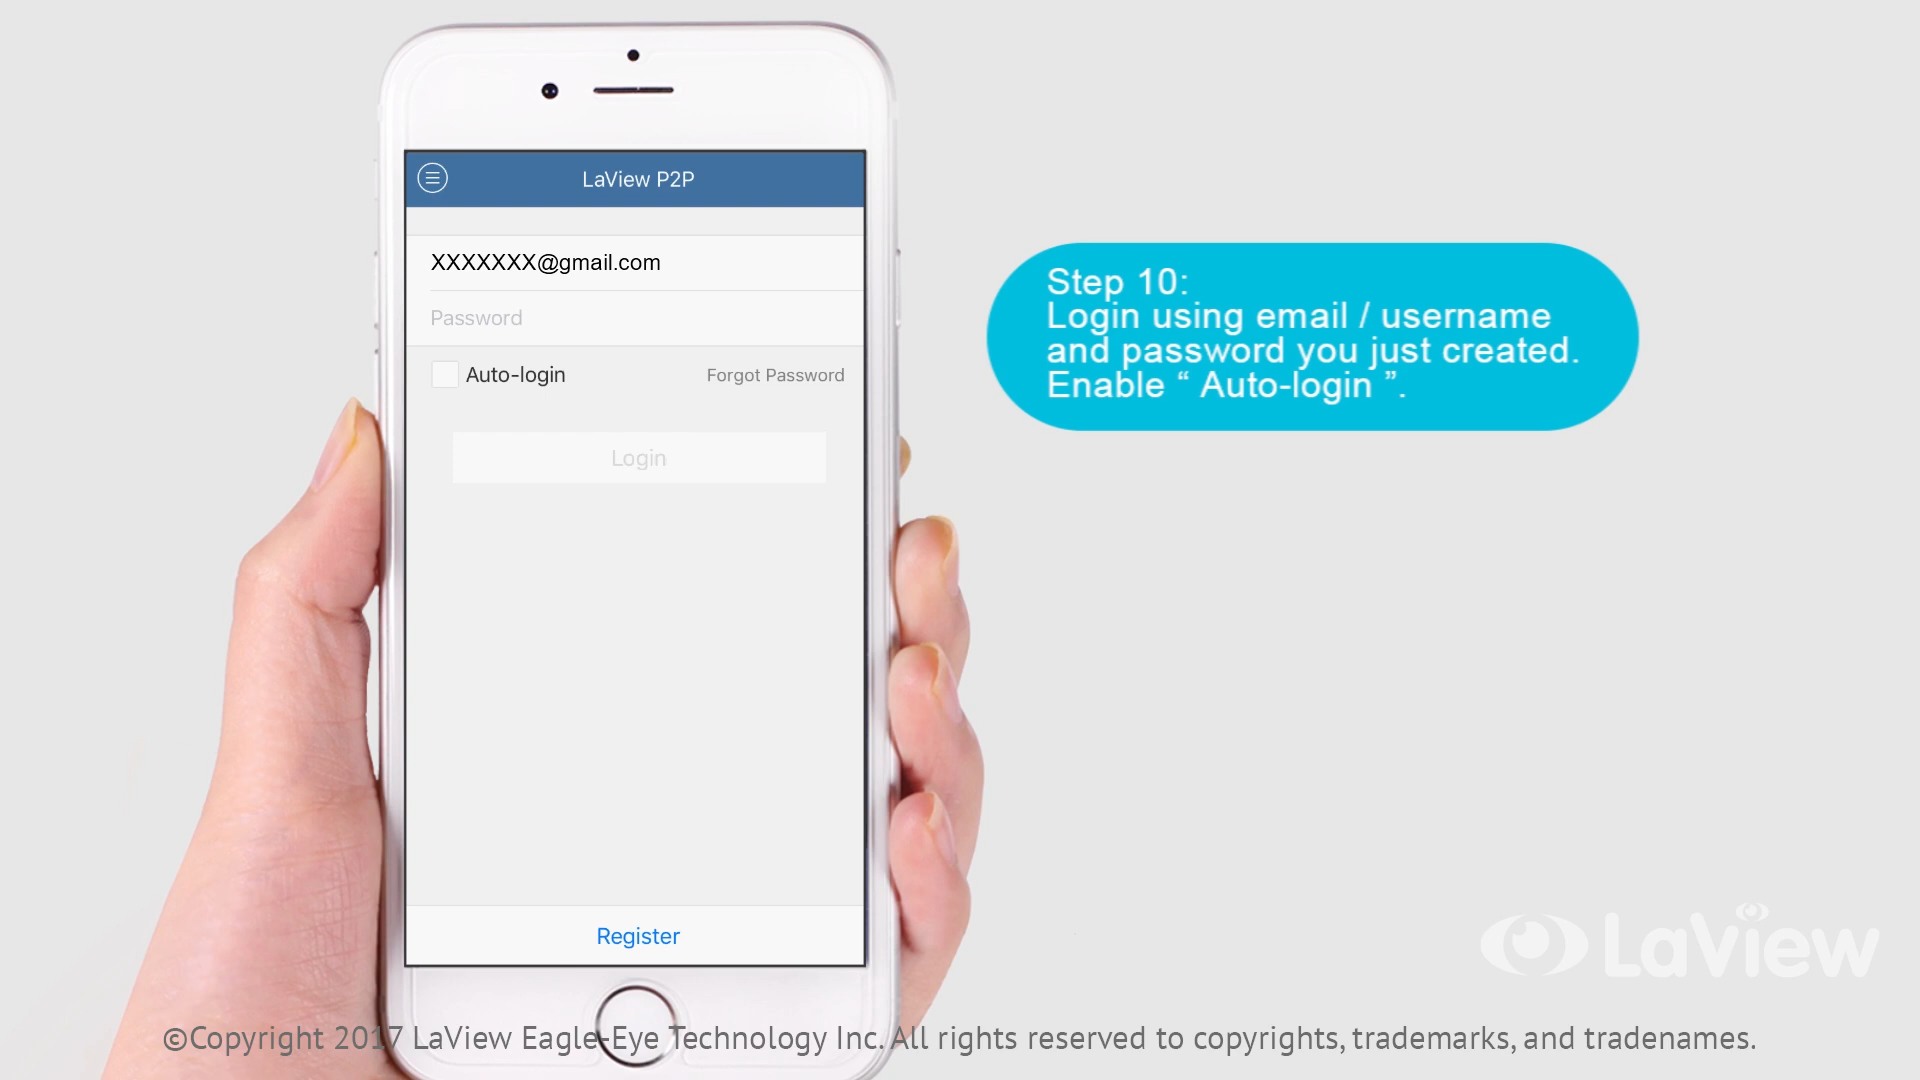 LaView P2P
XXXXXXX@gmail.com
Password
Auto-login
Forgot Password
Login
Register
Step 10:
Login using email / username
and password you just created.
Enable “ Auto-login ”.
LaView
©Copyright 2017 LaView Eagle-Eye Technology Inc. All rights reserved to copyrights, trademarks, and tradenames.